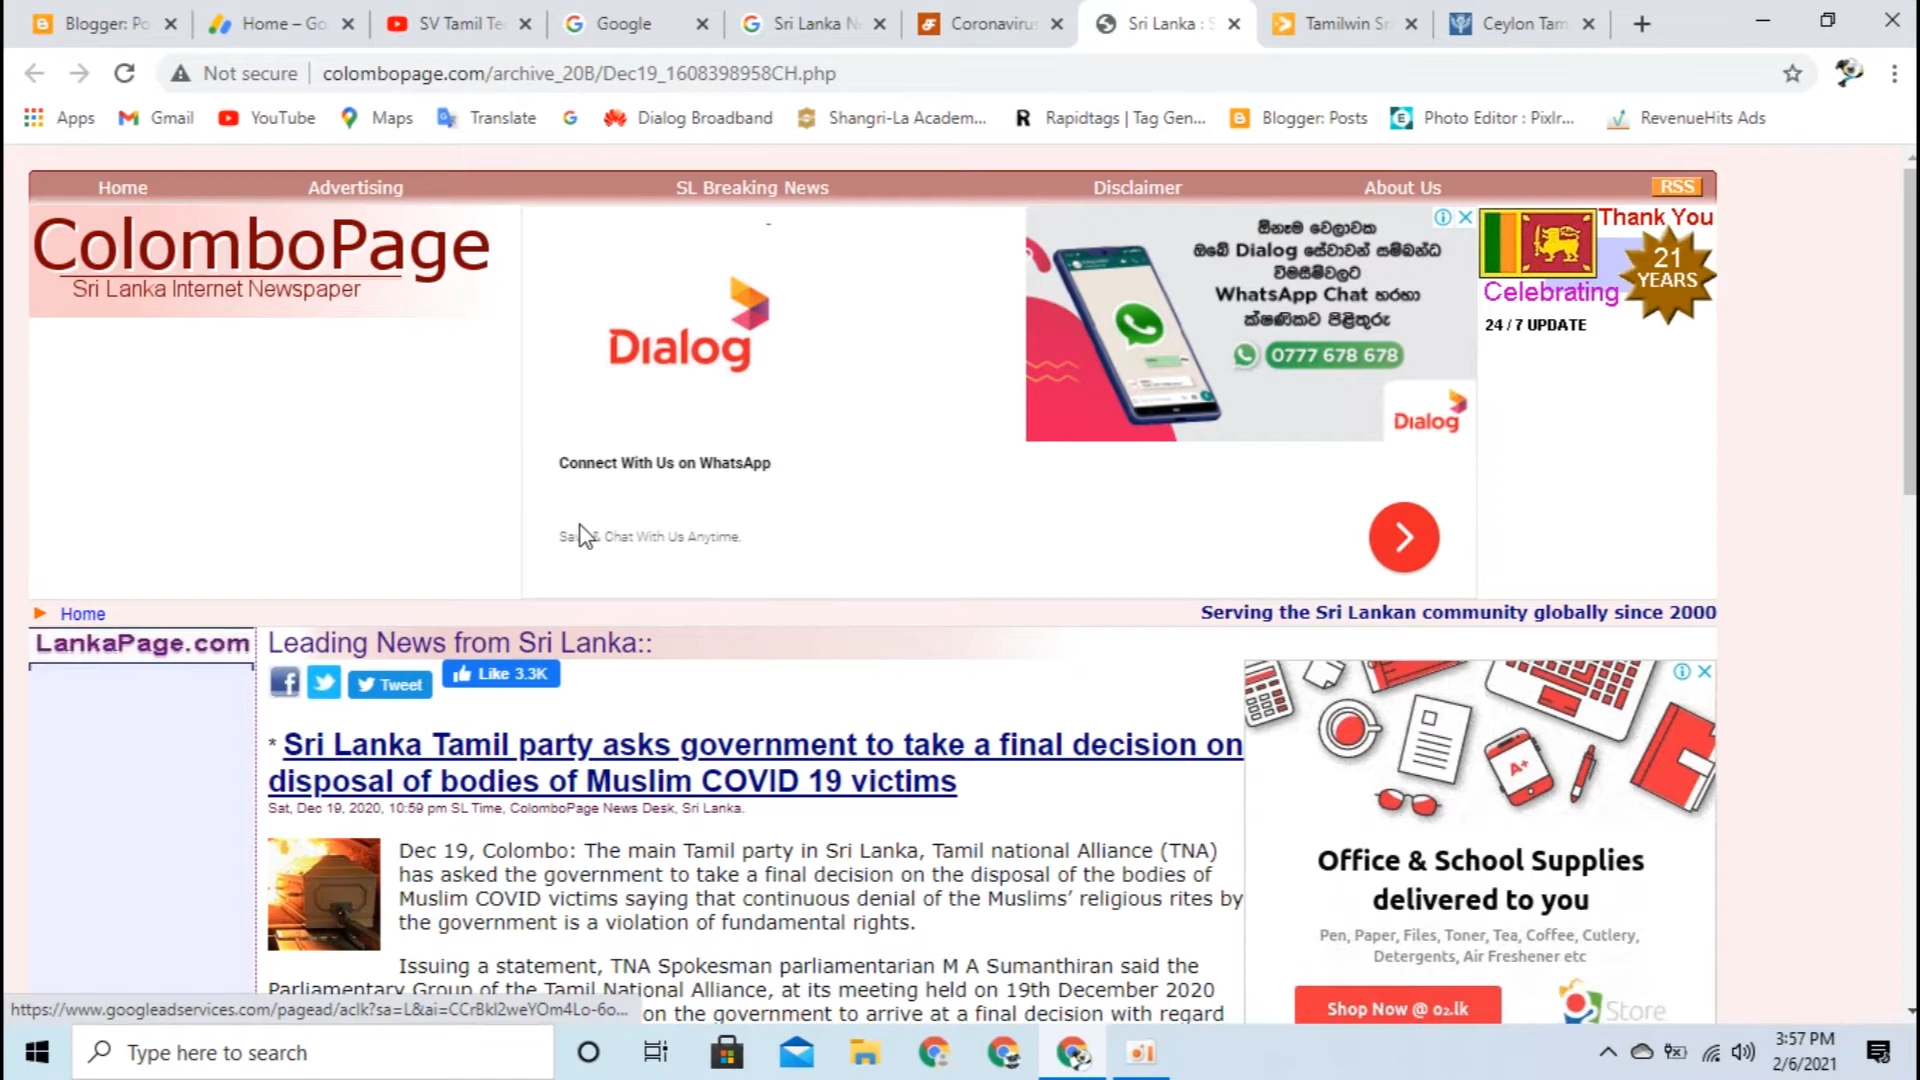 Blogger: Po
Home – Go
SV Tamil Te
Google
Sri Lanka N
Coronavirus
Sri Lanka : S
Tamilwin Sr
Ceylon Tam
Not secure
colombopage.com/archive_20B/Dec19_1608398958CH.php
Apps
Gmail
YouTube
Maps
Translate
Dialog Broadband
Shangri-La Academ...
Rapidtags | Tag Gen...
Blogger: Posts
Photo Editor : Pixlr...
RevenueHits Ads
Home
Advertising
SL Breaking News
Disclaimer
About Us
RSS
ColomboPage
Sri Lanka Internet Newspaper
Dialog
Connect With Us on WhatsApp
& Chat With Us Anytime.
ඕනෑම වෙලාවක
ඔබේ Dialog සේවාවන් සම්බන්ධ
විමසීම්වලට
WhatsApp Chat හරහා
ක්ෂණිකව පිළිතුරු
0777 678 678
Dialog
Thank You
21
YEARS
Celebrating
24 / 7 UPDATE
Home
Serving the Sri Lankan community globally since 2000
LankaPage.com
Leading News from Sri Lanka::
Tweet
Like 3.3K
* Sri Lanka Tamil party asks government to take a final decision on
disposal of bodies of Muslim COVID 19 victims
Sat, Dec 19, 2020, 10:59 pm SL Time, ColomboPage News Desk, Sri Lanka.
Dec 19, Colombo: The main Tamil party in Sri Lanka, Tamil national Alliance (TNA)
has asked the government to take a final decision on the disposal of the bodies of
Muslim COVID victims saying that continuous denial of the Muslims’ religious rites by
the government is a violation of fundamental rights.
Issuing a statement, TNA Spokesman parliamentarian M A Sumanthiran said the
Parliamentary Group of the Tamil National Alliance, at its meeting held on 19th December 2020
on the government to arrive at a final decision with regard
A+
Office & School Supplies
delivered to you
Pen, Paper, Files, Toner, Tea, Coffee, Cutlery,
Detergents, Air Freshener etc
Shop Now @ o2.lk
Store
https://www.googleadservices.com/pagead/aclk?sa=L&ai=CCrBkI2weYOm4Lo-6o...
Type here to search
3:57 PM
2/6/2021